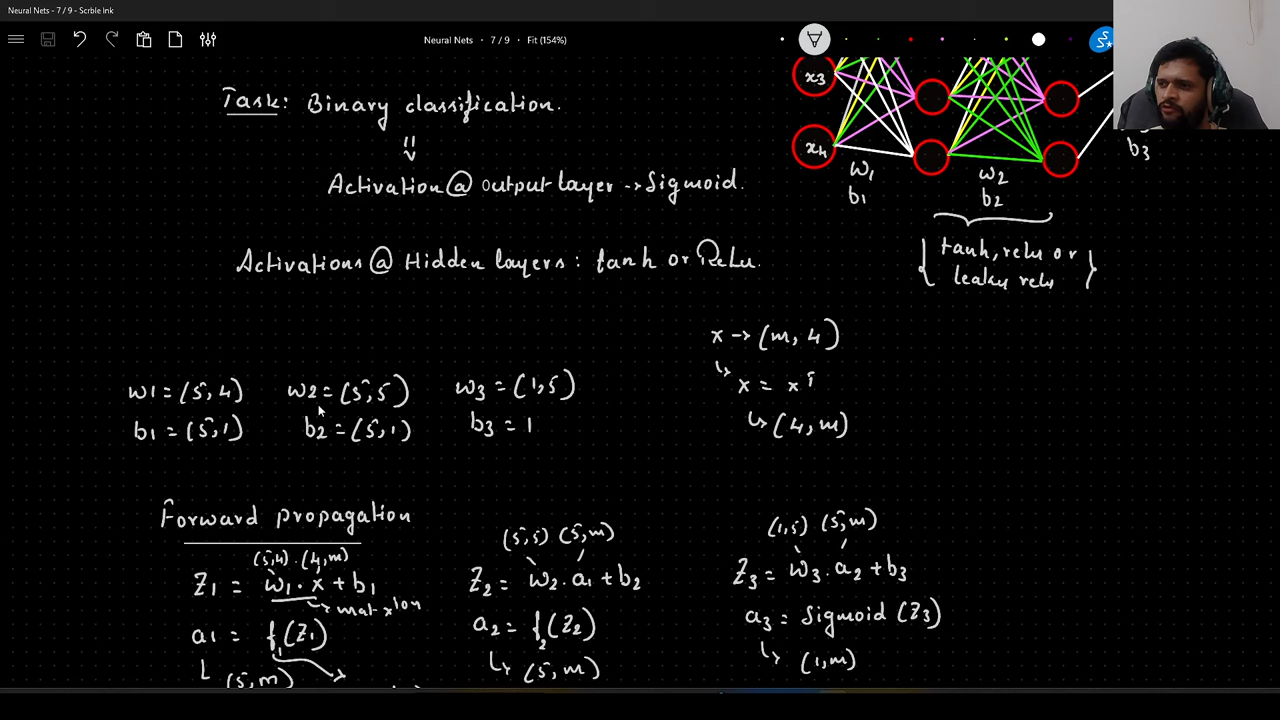 Neural Nets - 7 / 9 - Scrble Ink
Neural Nets • 7 / 9 • Fit (154%)
Task: Binary classification.
Activation @ Output layer → Sigmoid.
Activations @ Hidden layers : tanh or ReLu.
x3
x4
w1
b1
w2
b2
b3
{ tanh, relu or
leaky relu }
x → (m, 4)
↳ x = x^T
↳ (4, m)
w1 = (5, 4) w2 = (5, 5) w3 = (1, 5)
b1 = (5, 1) b2 = (5, 1) b3 = 1
Forward propagation
(5,4) . (4, m) (5, 5) (5, m) (1, 5) (5, m)
Z1 = w1 . x + b1 Z2 = w2 . a1 + b2 Z3 = w3 . a2 + b3
→ mat-xion
a1 = f1(Z1) a2 = f2(Z2) a3 = Sigmoid (Z3)
(5, m) ↳ (5, m) ↳ (1, m)